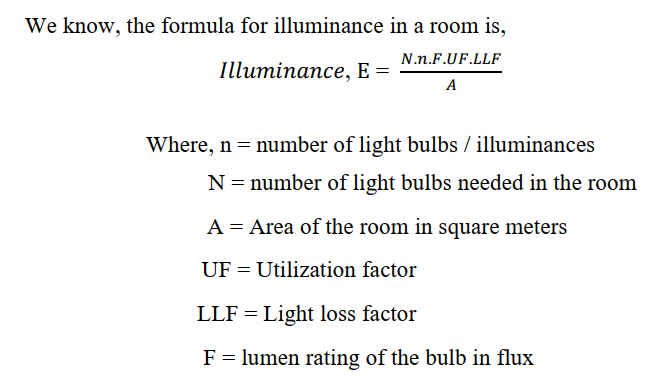 We know, the formula for illuminance in a room is,
Illuminance, E = N.n.F.UF.LLF / A
Where, n = number of light bulbs / illuminances
N = number of light bulbs needed in the room
A = Area of the room in square meters
UF = Utilization factor
LLF = Light loss factor
F = lumen rating of the bulb in flux